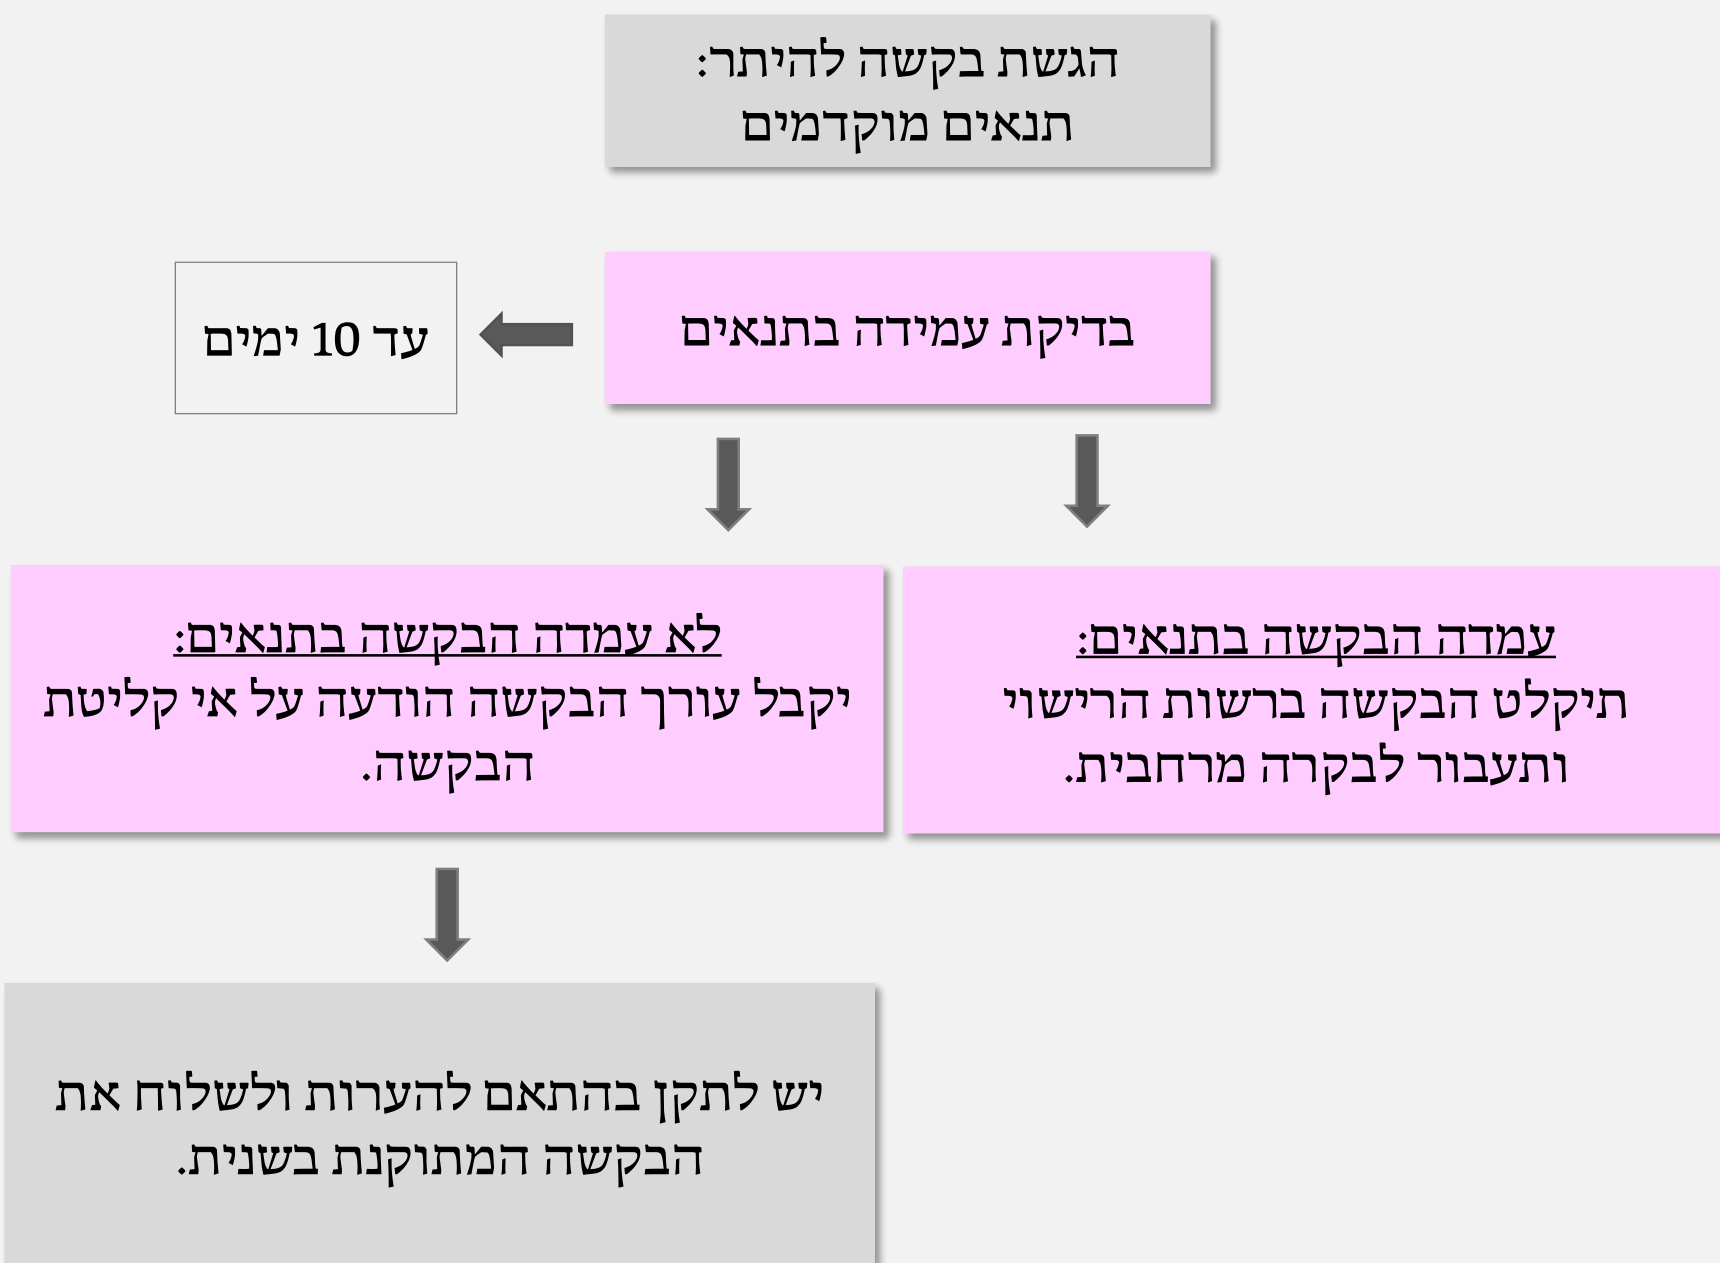 הגשת בקשה להיתר:
תנאים מוקדמים
בדיקת עמידה בתנאים
עד 10 ימים
עמדה הבקשה בתנאים:
תיקלט הבקשה ברשות הרישוי
ותעבור לבקרה מרחבית.
לא עמדה הבקשה בתנאים:
יקבל עורך הבקשה הודעה על אי קליטת
הבקשה.
יש לתקן בהתאם להערות ולשלוח את
הבקשה המתוקנת בשנית.